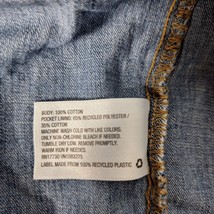 BODY: 100% COTTON
POCKET LINING: 65% RECYCLED POLYESTER /
35% COTTON
MACHINE WASH COLD WITH LIKE COLORS.
ONLY NON-CHLORINE BLEACH IF NEEDED.
TUMBLE DRY LOW. REMOVE PROMPTLY.
WARM IRON IF NEEDED.
LABEL MADE FROM 100% RECYCLED PLASTIC